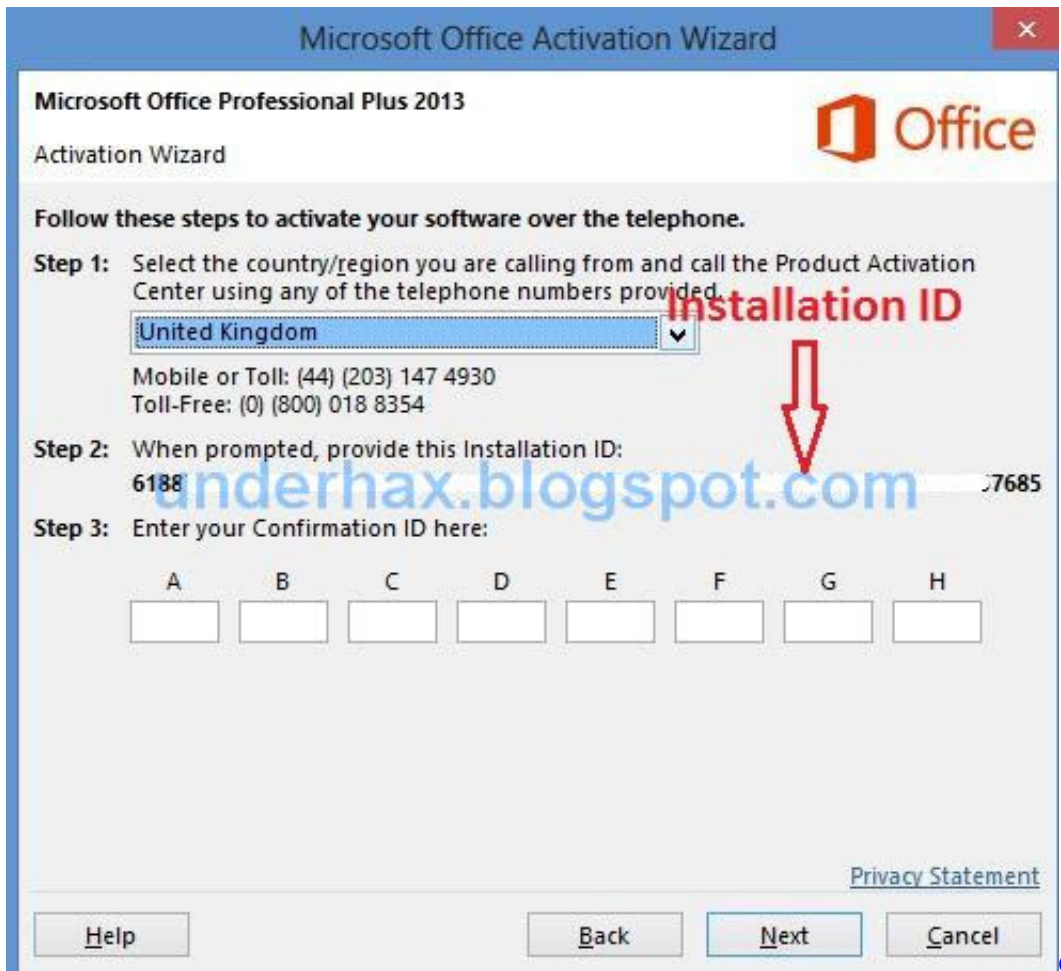 Microsoft Office Activation Wizard
Microsoft Office Professional Plus 2013
Office
Activation Wizard
Follow these steps to activate your software over the telephone.
Step 1: Select the country/region you are calling from and call the Product Activation
Center using any of the telephone numbers provided.
Installation ID
United Kingdom
Mobile or Toll: (44) (203) 147 4930
Toll-Free: (0) (800) 018 8354
Step 2: When prompted, provide this Installation ID:
6188 7685
underhax.blogspot.com
Step 3: Enter your Confirmation ID here:
A B C D E F G H
Privacy Statement
Help Back Next Cancel